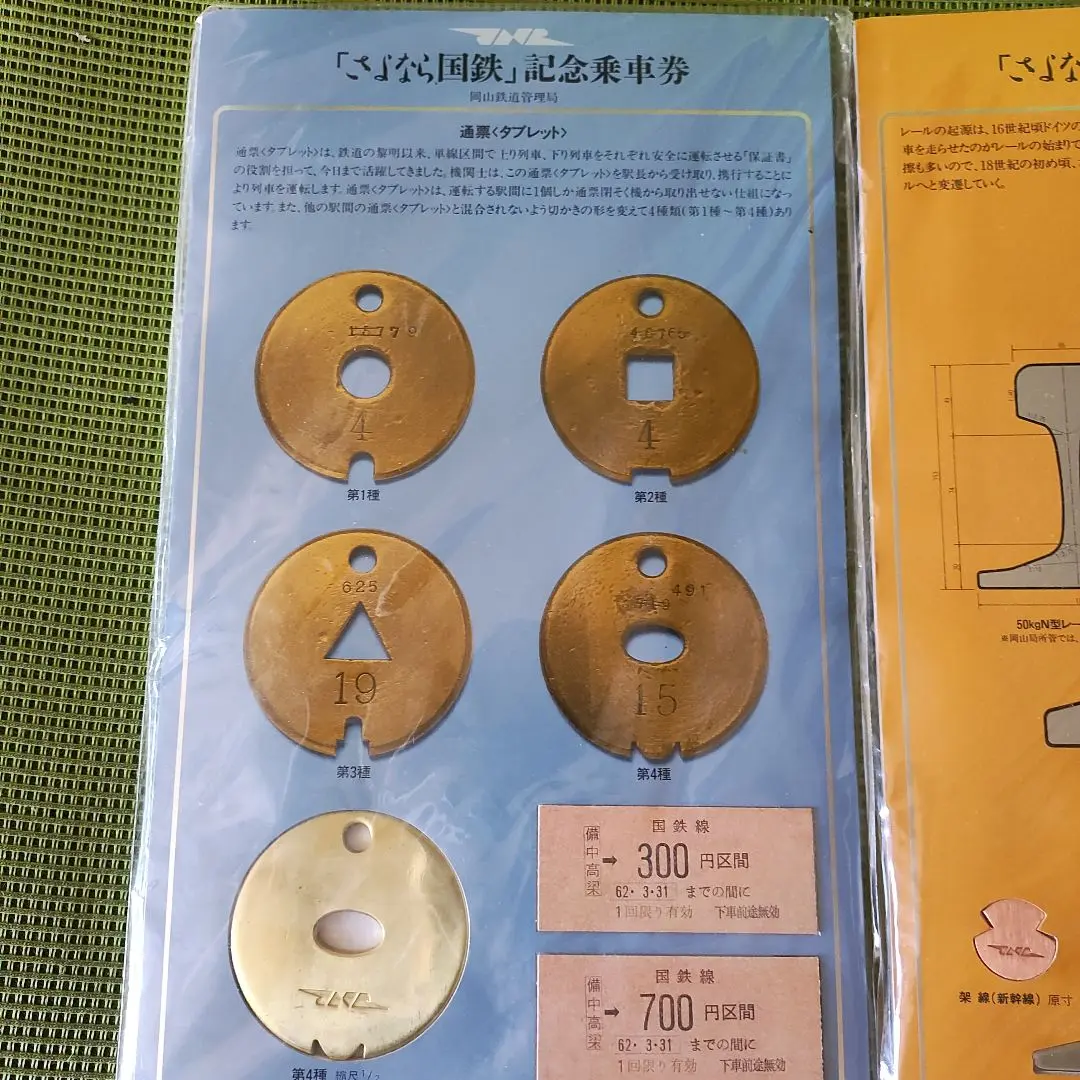 JNR
「さよなら国鉄」記念乗車券
岡山鉄道管理局
通票〈タブレット〉
通票〈タブレット〉は、鉄道の黎明以来、単線区間で上り列車、下り列車をそれぞれ安全に運転させる「保証書」
の役割を担って、今日まで活躍してきました。機関士は、この通票〈タブレット〉を駅長から受け取り、携行することに
より列車を運転します。通票〈タブレット〉は、運転する駅間に1個しか通票閉そく機から取り出せない仕組になっ
ています。また、他の駅間の通票〈タブレット〉と混合されないよう切かきの形を変えて4種類(第1種〜第4種)あり
ます。
79
4
第1種
4
第2種
625
19
第3種
491
15
第4種
JNR
第4種 縮尺1/2
国鉄線
備中高梁
➡ 300 円区間
62・3・31 までの間に
1回限り有効 下車前途無効
国鉄線
備中高梁
➡ 700 円区間
62・3・31 までの間に
1回限り有効 下車前途無効
「さよな
レールの起源は、16世紀頃ドイツの
車を走らせたのがレールの始まりで
擦も多いので、18世紀の初め頃、
ルへと変遷していく。
50kgN型レー
※岡山局所管では、
JNR
架線(新幹線) 原寸